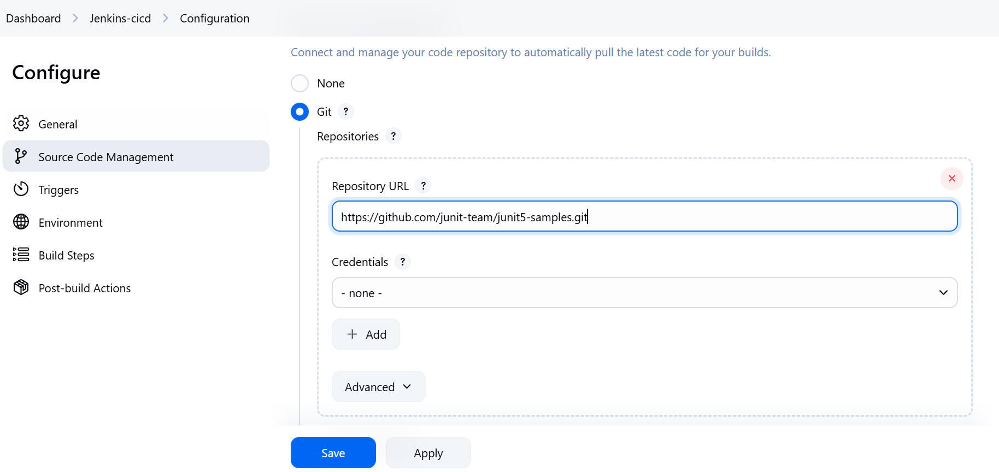 Dashboard > Jenkins-cicd > Configuration
Configure
General
Source Code Management
Triggers
Environment
Build Steps
Post-build Actions
Connect and manage your code repository to automatically pull the latest code for your builds.
None
Git ?
Repositories ?
Repository URL ?
https://github.com/junit-team/junit5-samples.git
Credentials ?
- none -
+ Add
Advanced
Save
Apply